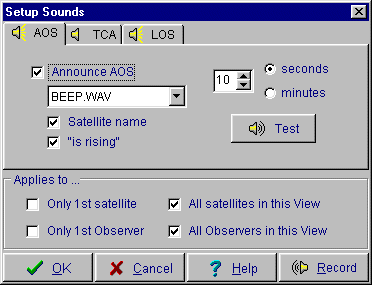 Setup Sounds
AOS TCA LOS
Announce AOS
10 seconds
minutes
BEEP.WAV
Satellite name
"is rising"
Test
Applies to ...
Only 1st satellite All satellites in this View
Only 1st Observer All Observers in this View
OK Cancel Help Record